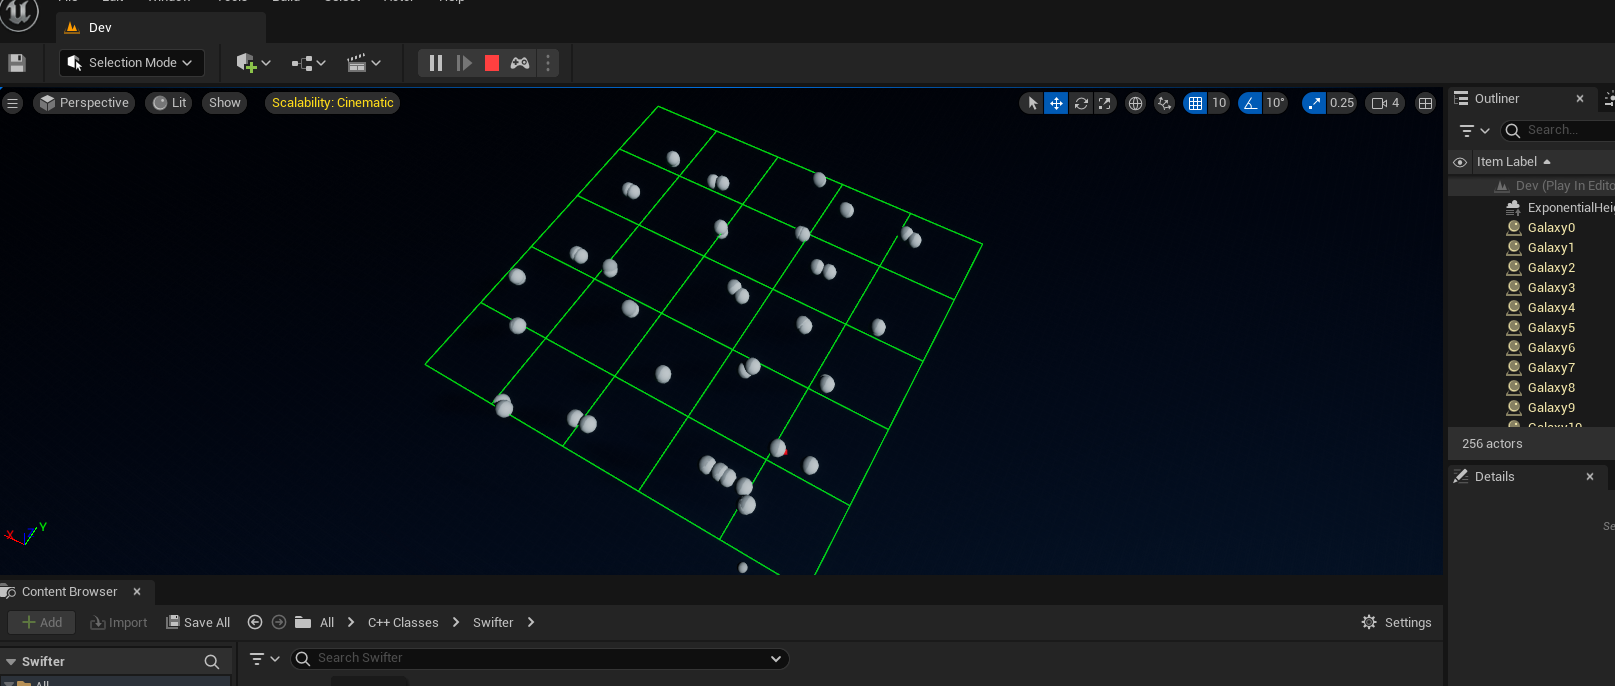 Dev
Selection Mode
Perspective
Lit
Show
Scalability: Cinematic
10
10°
0.25
4
Outliner
Search...
Item Label
Dev (Play In Edito
ExponentialHei
Galaxy0
Galaxy1
Galaxy2
Galaxy3
Galaxy4
Galaxy5
Galaxy6
Galaxy7
Galaxy8
Galaxy9
Galaxy10
256 actors
Details
Se
X
Y
Content Browser
Add
Import
Save All
All
C++ Classes
Swifter
Settings
Swifter
Search Swifter
All